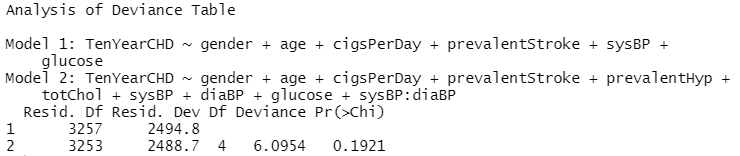 Analysis of Deviance Table
Model 1: TenYearCHD ~ gender + age + cigsPerDay + prevalentStroke + sysBP +
glucose
Model 2: TenYearCHD ~ gender + age + cigsPerDay + prevalentStroke + prevalentHyp +
totChol + sysBP + diaBP + glucose + sysBP:diaBP
Resid. Df Resid. Dev Df Deviance Pr(>Chi)
1 3257 2494.8
2 3253 2488.7 4 6.0954 0.1921